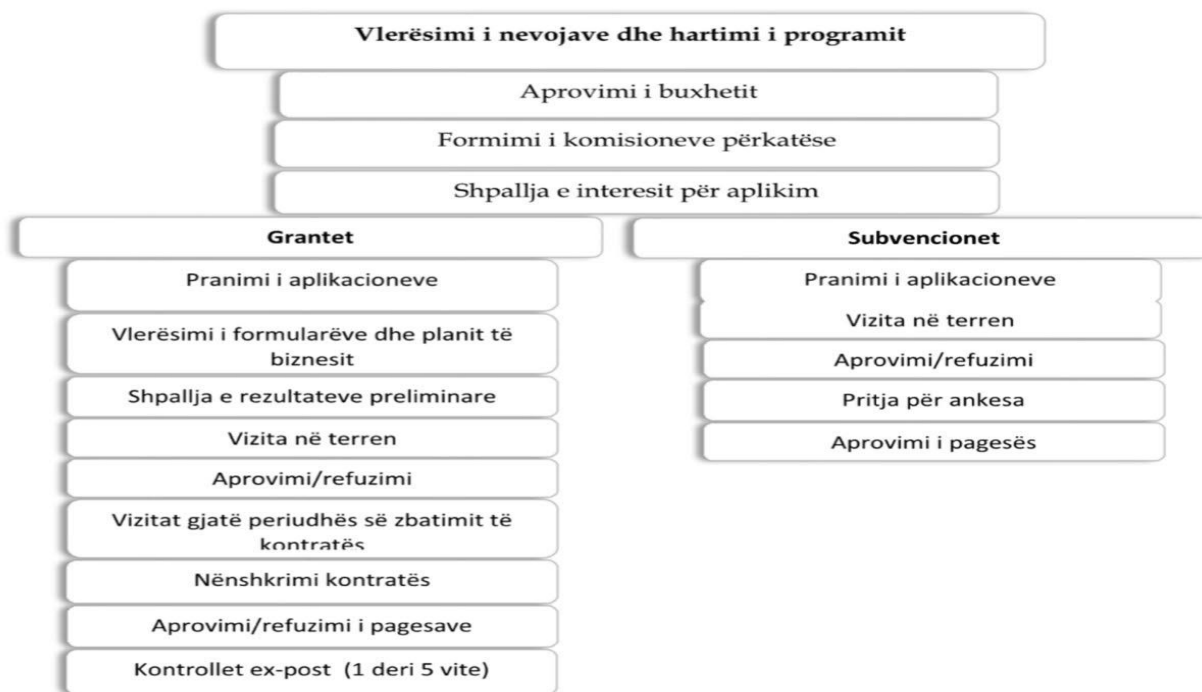 Vlerësimi i nevojave dhe hartimi i programit
Aprovimi i buxhetit
Formimi i komisioneve përkatëse
Shpallja e interesit për aplikim
Grantet
Pranimi i aplikacioneve
Vlerësimi i formularëve dhe planit të
biznesit
Shpallja e rezultateve preliminare
Vizita në terren
Aprovimi/refuzimi
Vizitat gjatë periudhës së zbatimit të
kontratës
Nënshkrimi kontratës
Aprovimi/refuzimi i pagesave
Kontrollet ex-post (1 deri 5 vite)
Subvencionet
Pranimi i aplikacioneve
Vizita në terren
Aprovimi/refuzimi
Pritja për ankesa
Aprovimi i pagesës